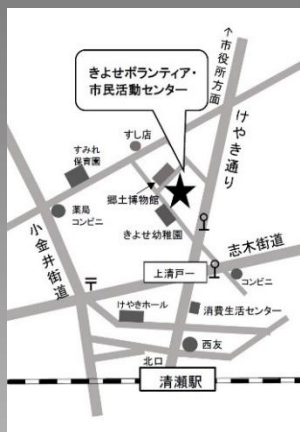 ↑市役所方面
きよせボランティア・
市民活動センター
けやき通り
すし店
すみれ
保育園
郷土博物館
薬局
コンビニ
きよせ幼稚園
小金井街道
志木街道
上清戸一
コンビニ
〒
けやきホール
消費生活センター
西友
北口
清瀬駅